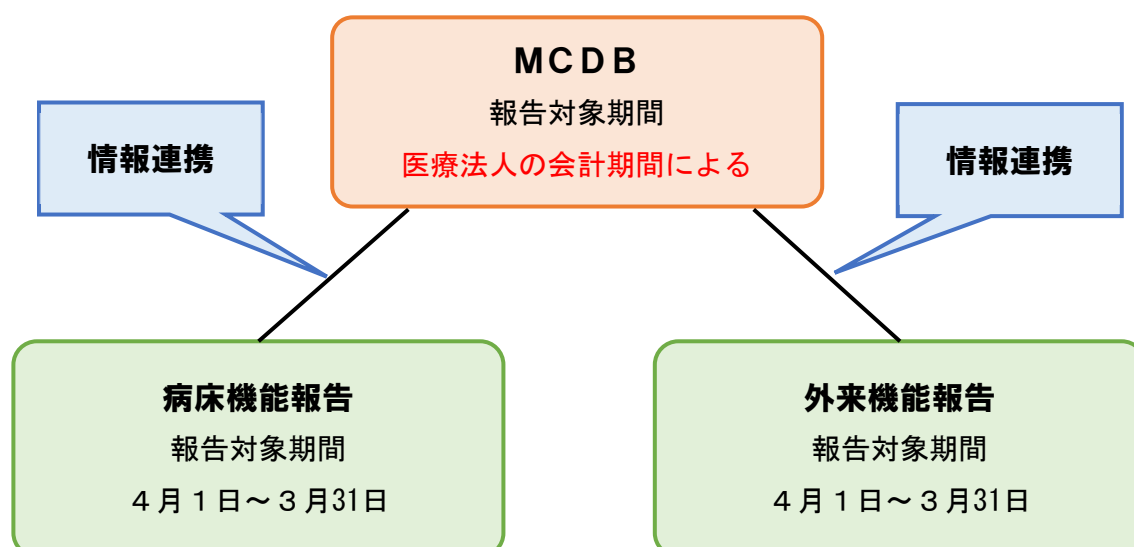 ＭＣＤＢ
報告対象期間
医療法人の会計期間による
情報連携
情報連携
病床機能報告
報告対象期間
４月１日～３月31日
外来機能報告
報告対象期間
４月１日～３月31日